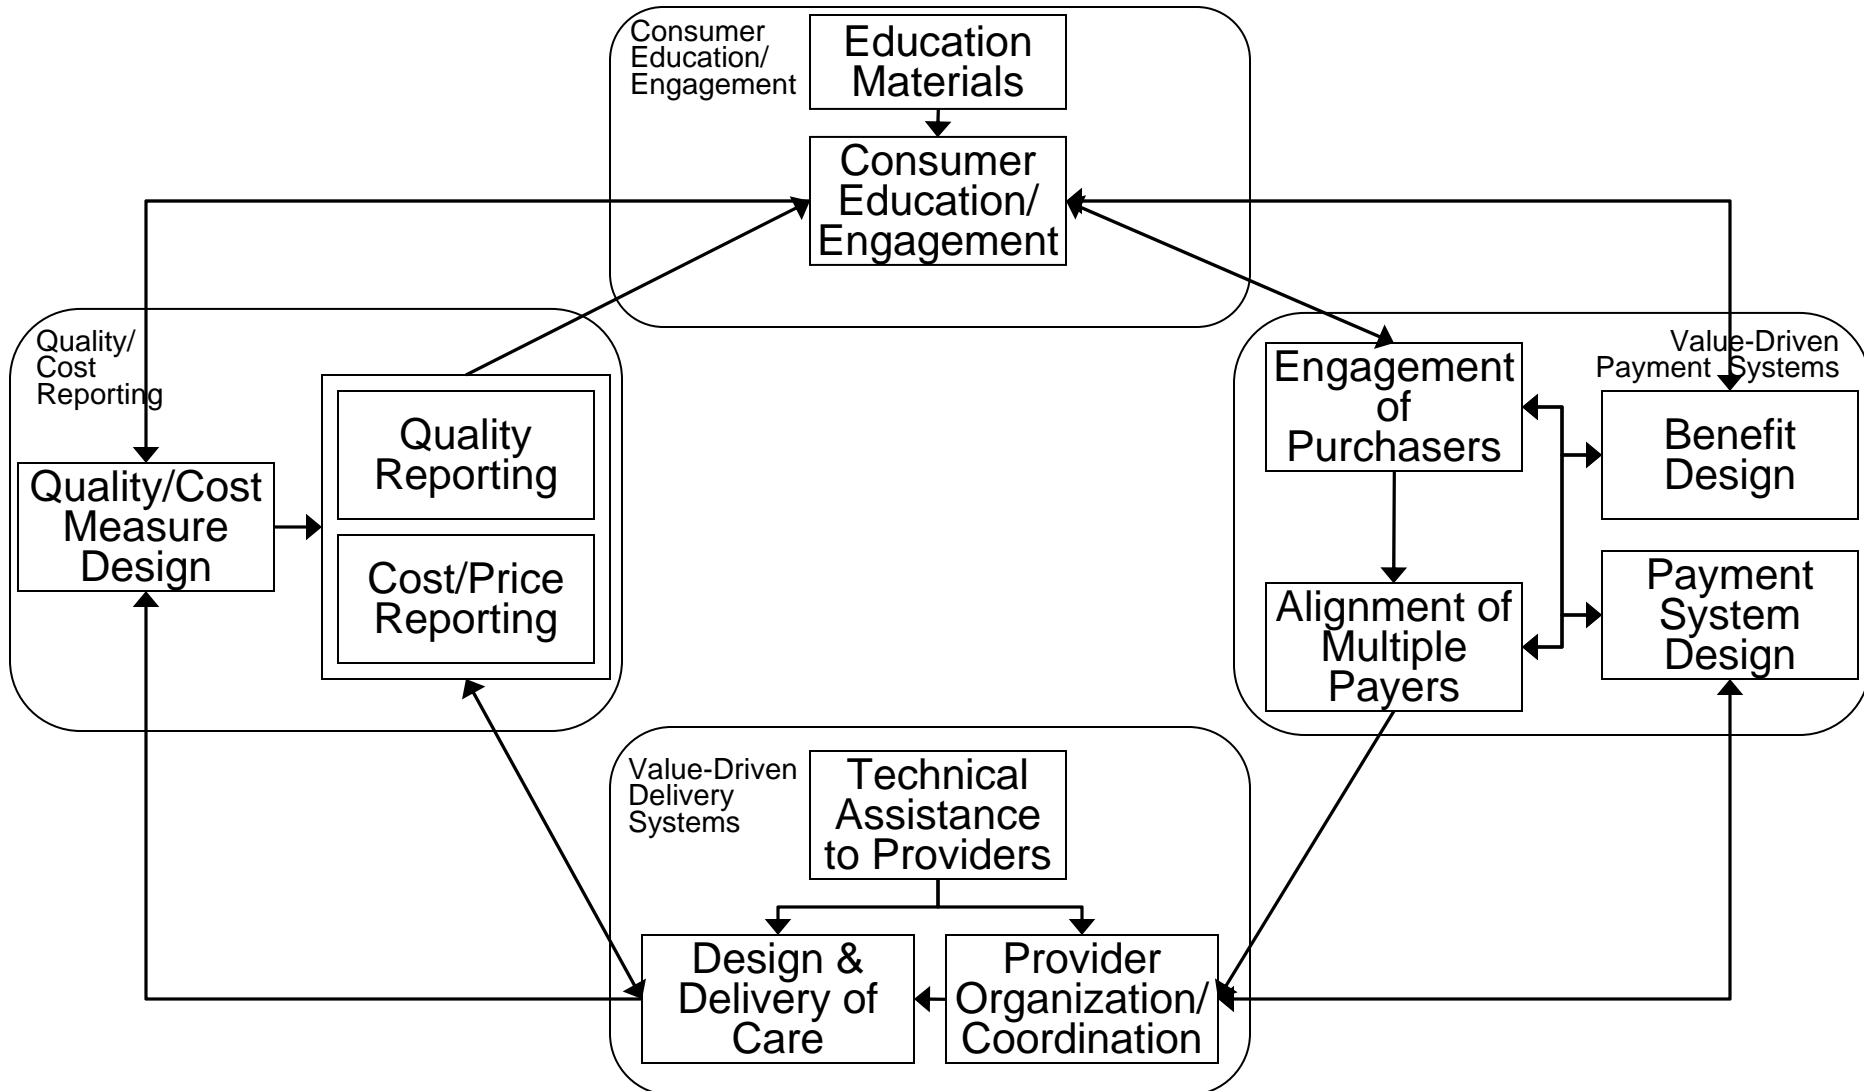 Consumer
Education/
Engagement
Education
Materials
Consumer
Education/
Engagement
Quality/
Cost
Reporting
Quality
Reporting
Quality/Cost
Measure
Design
Cost/Price
Reporting
Value-Driven
Payment Systems
Engagement
of
Purchasers
Benefit
Design
Alignment of
Multiple
Payers
Payment
System
Design
Value-Driven
Delivery
Systems
Technical
Assistance
to Providers
Design &
Delivery of
Care
Provider
Organization/
Coordination